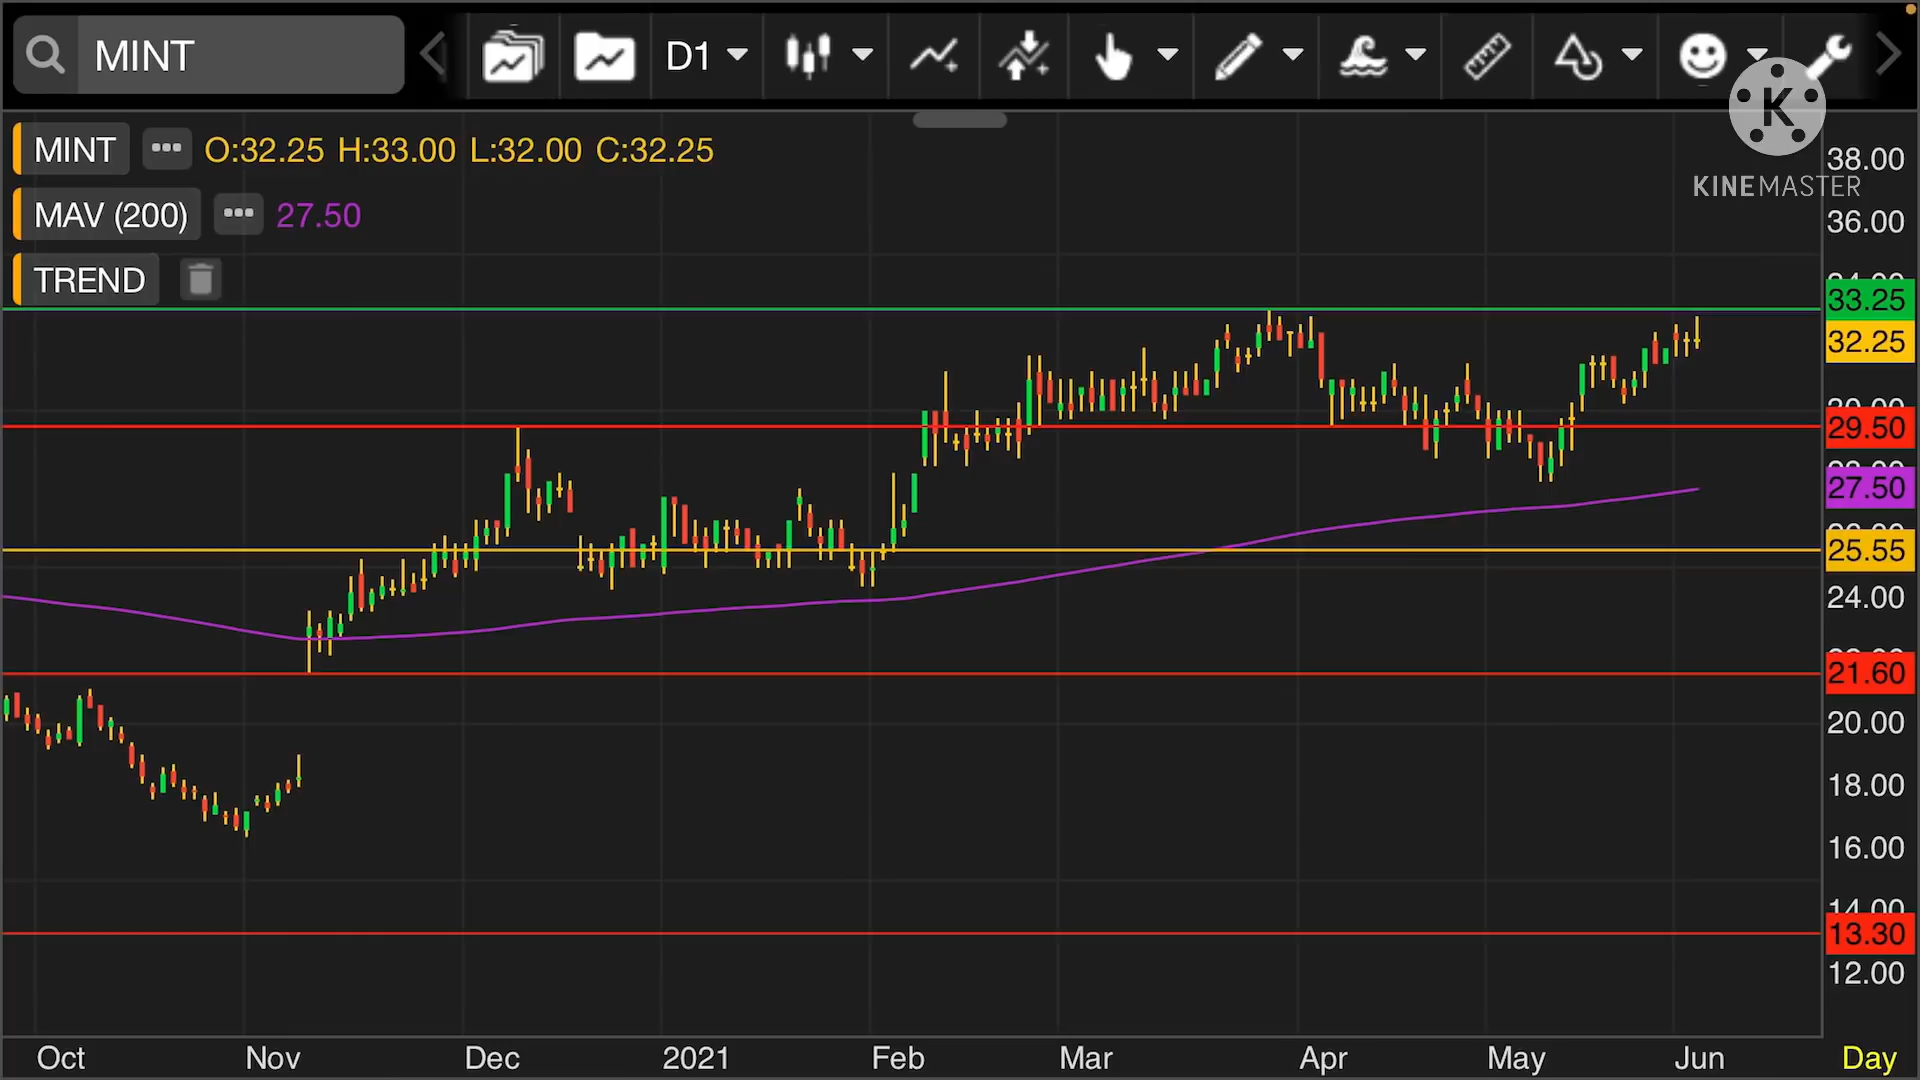 MINT
D1
MINT ••• O:32.25 H:33.00 L:32.00 C:32.25
MAV (200) ••• 27.50
TREND
K
KINEMASTER
38.00
36.00
33.25
32.25
29.50
27.50
25.55
24.00
21.60
20.00
18.00
16.00
14.00
13.30
12.00
Oct Nov Dec 2021 Feb Mar Apr May Jun Day